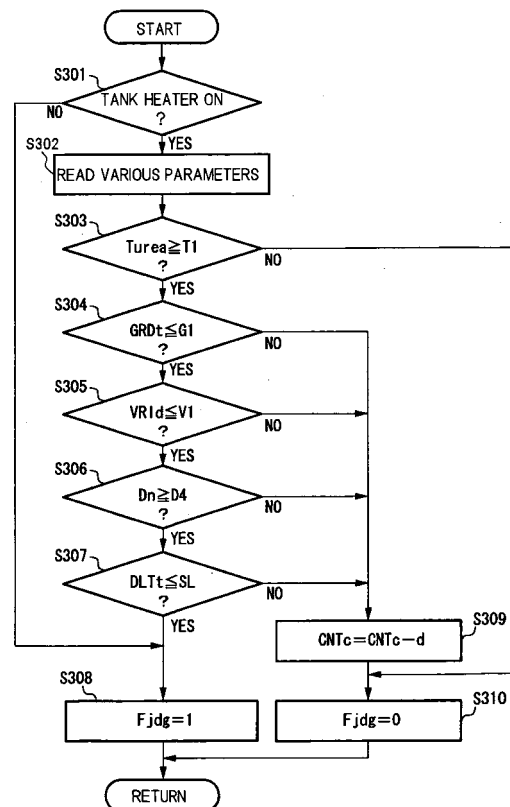 START
S301
TANK HEATER ON
?
NO
YES
S302
READ VARIOUS PARAMETERS
S303
Turea≧T1
?
NO
YES
S304
GRDt≦G1
?
NO
YES
S305
VRId≦V1
?
NO
YES
S306
Dn≧D4
?
NO
YES
S307
DLTt≦SL
?
NO
YES
S309
CNTc=CNTc-d
S308
Fjdg=1
S310
Fjdg=0
RETURN